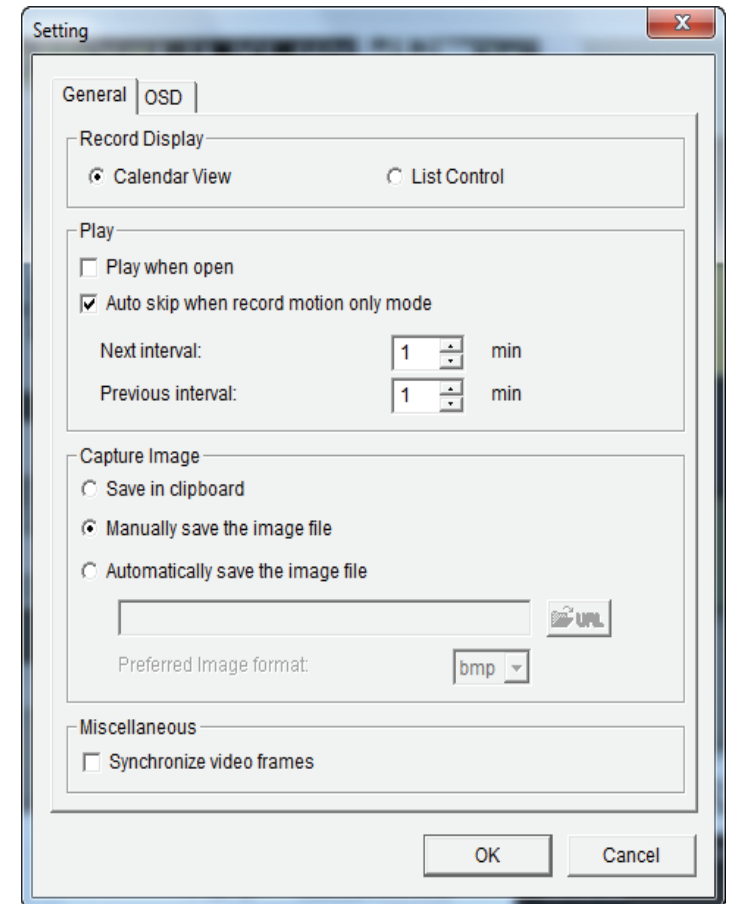 Setting
General OSD
Record Display
Calendar View List Control
Play
Play when open
Auto skip when record motion only mode
Next interval: 1 min
Previous interval: 1 min
Capture Image
Save in clipboard
Manually save the image file
Automatically save the image file
URL
Preferred Image format: bmp
Miscellaneous
Synchronize video frames
OK Cancel